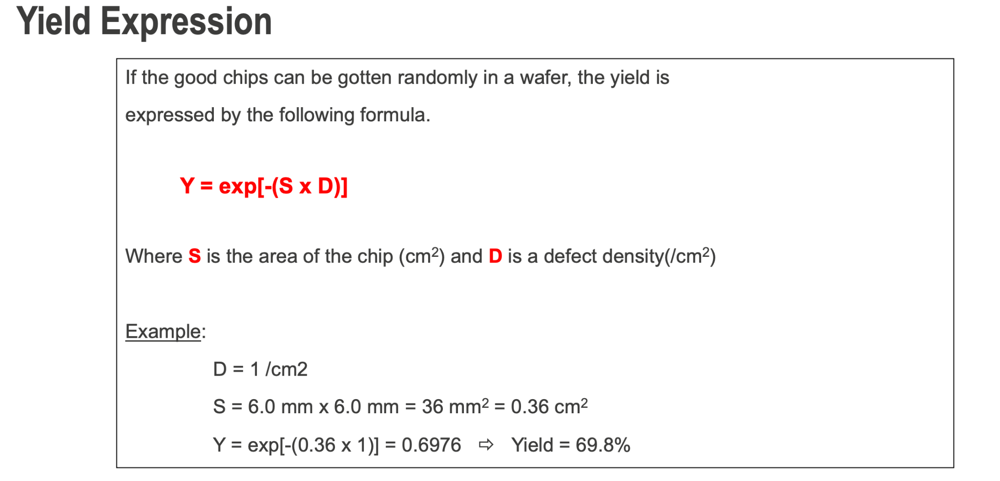 Yield Expression
If the good chips can be gotten randomly in a wafer, the yield is
expressed by the following formula.
Y = exp[-(S x D)]
Where S is the area of the chip (cm²) and D is a defect density(/cm²)
Example:
D = 1 /cm2
S = 6.0 mm x 6.0 mm = 36 mm² = 0.36 cm²
Y = exp[-(0.36 x 1)] = 0.6976 ⇨ Yield = 69.8%